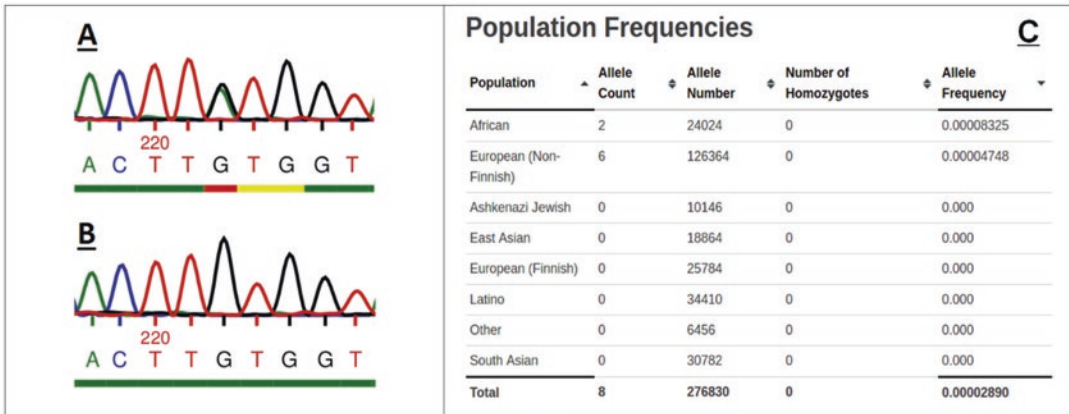 A
220
A C T T G T G G T
B
220
A C T T G T G G T
Population Frequencies
C
Population Allele Count Allele Number Number of Homozygotes Allele Frequency
African 2 24024 0 0.00008325
European (Non-Finnish) 6 126364 0 0.00004748
Ashkenazi Jewish 0 10146 0 0.000
East Asian 0 18864 0 0.000
European (Finnish) 0 25784 0 0.000
Latino 0 34410 0 0.000
Other 0 6456 0 0.000
South Asian 0 30782 0 0.000
Total 8 276830 0 0.00002890